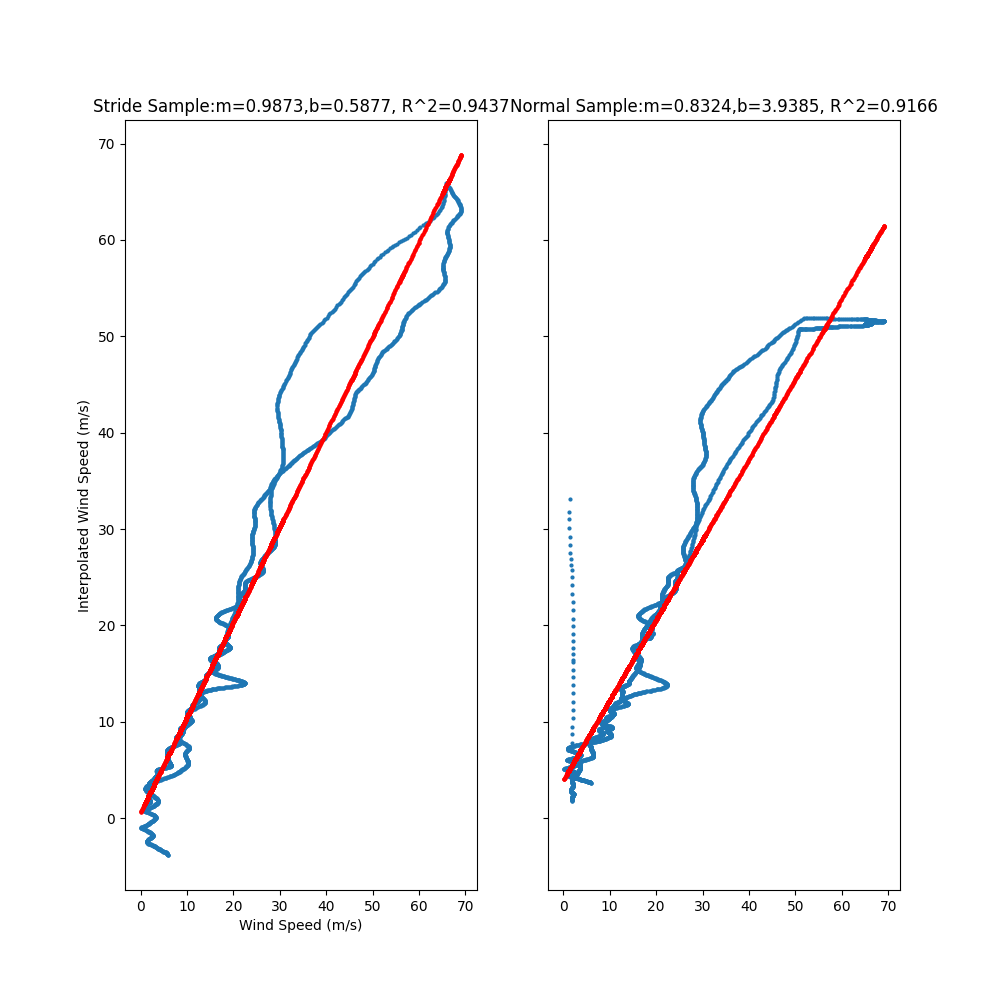 Stride Sample:m=0.9873,b=0.5877, R^2=0.9437
Normal Sample:m=0.8324,b=3.9385, R^2=0.9166
Interpolated Wind Speed (m/s)
70
60
50
40
30
20
10
0
0 10 20 30 40 50 60 70
Wind Speed (m/s)
0 10 20 30 40 50 60 70